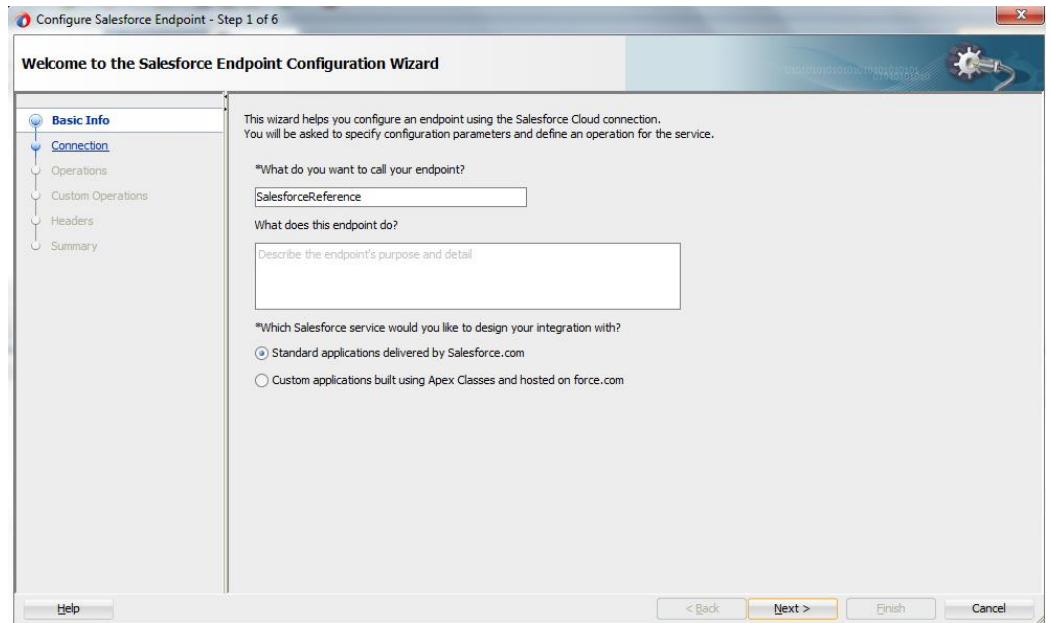 Configure Salesforce Endpoint - Step 1 of 6
Welcome to the Salesforce Endpoint Configuration Wizard
Basic Info
Connection
Operations
Custom Operations
Headers
Summary
This wizard helps you configure an endpoint using the Salesforce Cloud connection.
You will be asked to specify configuration parameters and define an operation for the service.
*What do you want to call your endpoint?
SalesforceReference
What does this endpoint do?
Describe the endpoint's purpose and detail
*Which Salesforce service would you like to design your integration with?
Standard applications delivered by Salesforce.com
Custom applications built using Apex Classes and hosted on force.com
Help
< Back
Next >
Finish
Cancel